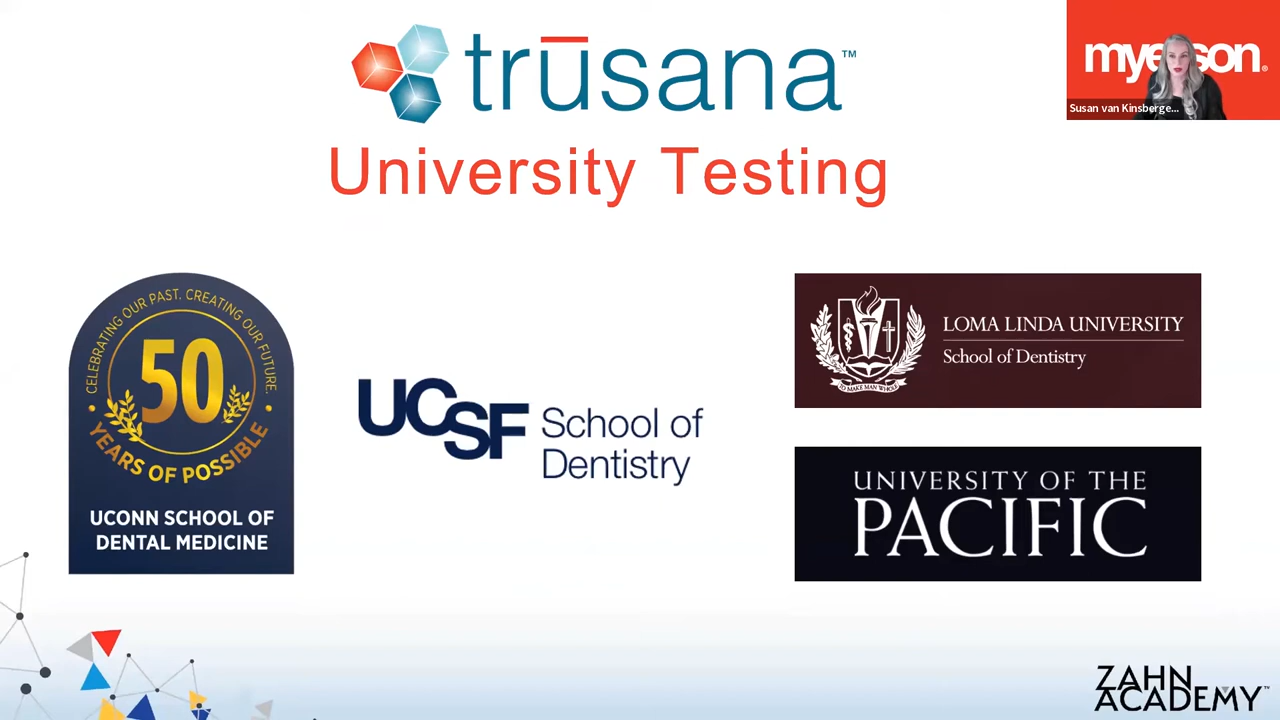 trūsana™
University Testing
myerson®
Susan van Kinsberge...
CELEBRATING OUR PAST. CREATING OUR FUTURE.
50
YEARS OF POSSIBLE
UCONN SCHOOL OF
DENTAL MEDICINE
UCSF School of
Dentistry
LOMA LINDA UNIVERSITY
School of Dentistry
TO MAKE MAN WHOLE
UNIVERSITY OF THE
PACIFIC
ZAHN
ACADEMY™